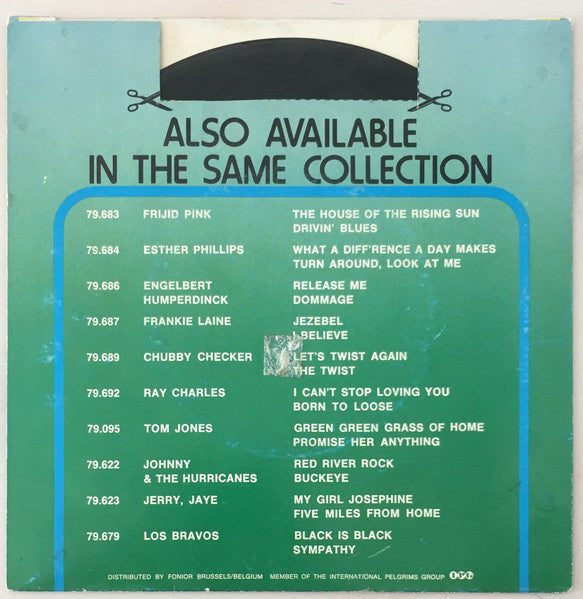 ALSO AVAILABLE
IN THE SAME COLLECTION
79.683 FRIJID PINK THE HOUSE OF THE RISING SUN
DRIVIN' BLUES
79.684 ESTHER PHILLIPS WHAT A DIFF'RENCE A DAY MAKES
TURN AROUND, LOOK AT ME
79.686 ENGELBERT RELEASE ME
HUMPERDINCK DOMMAGE
79.687 FRANKIE LAINE JEZEBEL
I BELIEVE
79.689 CHUBBY CHECKER LET'S TWIST AGAIN
THE TWIST
79.692 RAY CHARLES I CAN'T STOP LOVING YOU
BORN TO LOOSE
79.095 TOM JONES GREEN GREEN GRASS OF HOME
PROMISE HER ANYTHING
79.622 JOHNNY RED RIVER ROCK
& THE HURRICANES BUCKEYE
79.623 JERRY, JAYE MY GIRL JOSEPHINE
FIVE MILES FROM HOME
79.679 LOS BRAVOS BLACK IS BLACK
SYMPATHY
DISTRIBUTED BY FONIOR BRUSSELS/BELGIUM MEMBER OF THE INTERNATIONAL PELGRIMS GROUP IPG